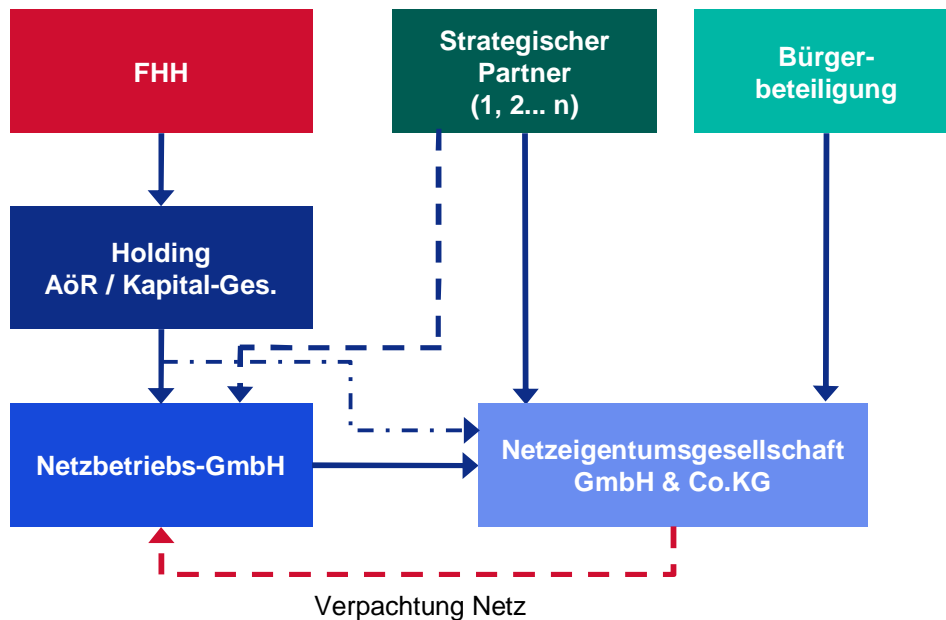 FHH
Strategischer
Partner
(1, 2... n)
Bürger-
beteiligung
Holding
AöR / Kapital-Ges.
Netzbetriebs-GmbH
Netzeigentumsgesellschaft
GmbH & Co.KG
Verpachtung Netz